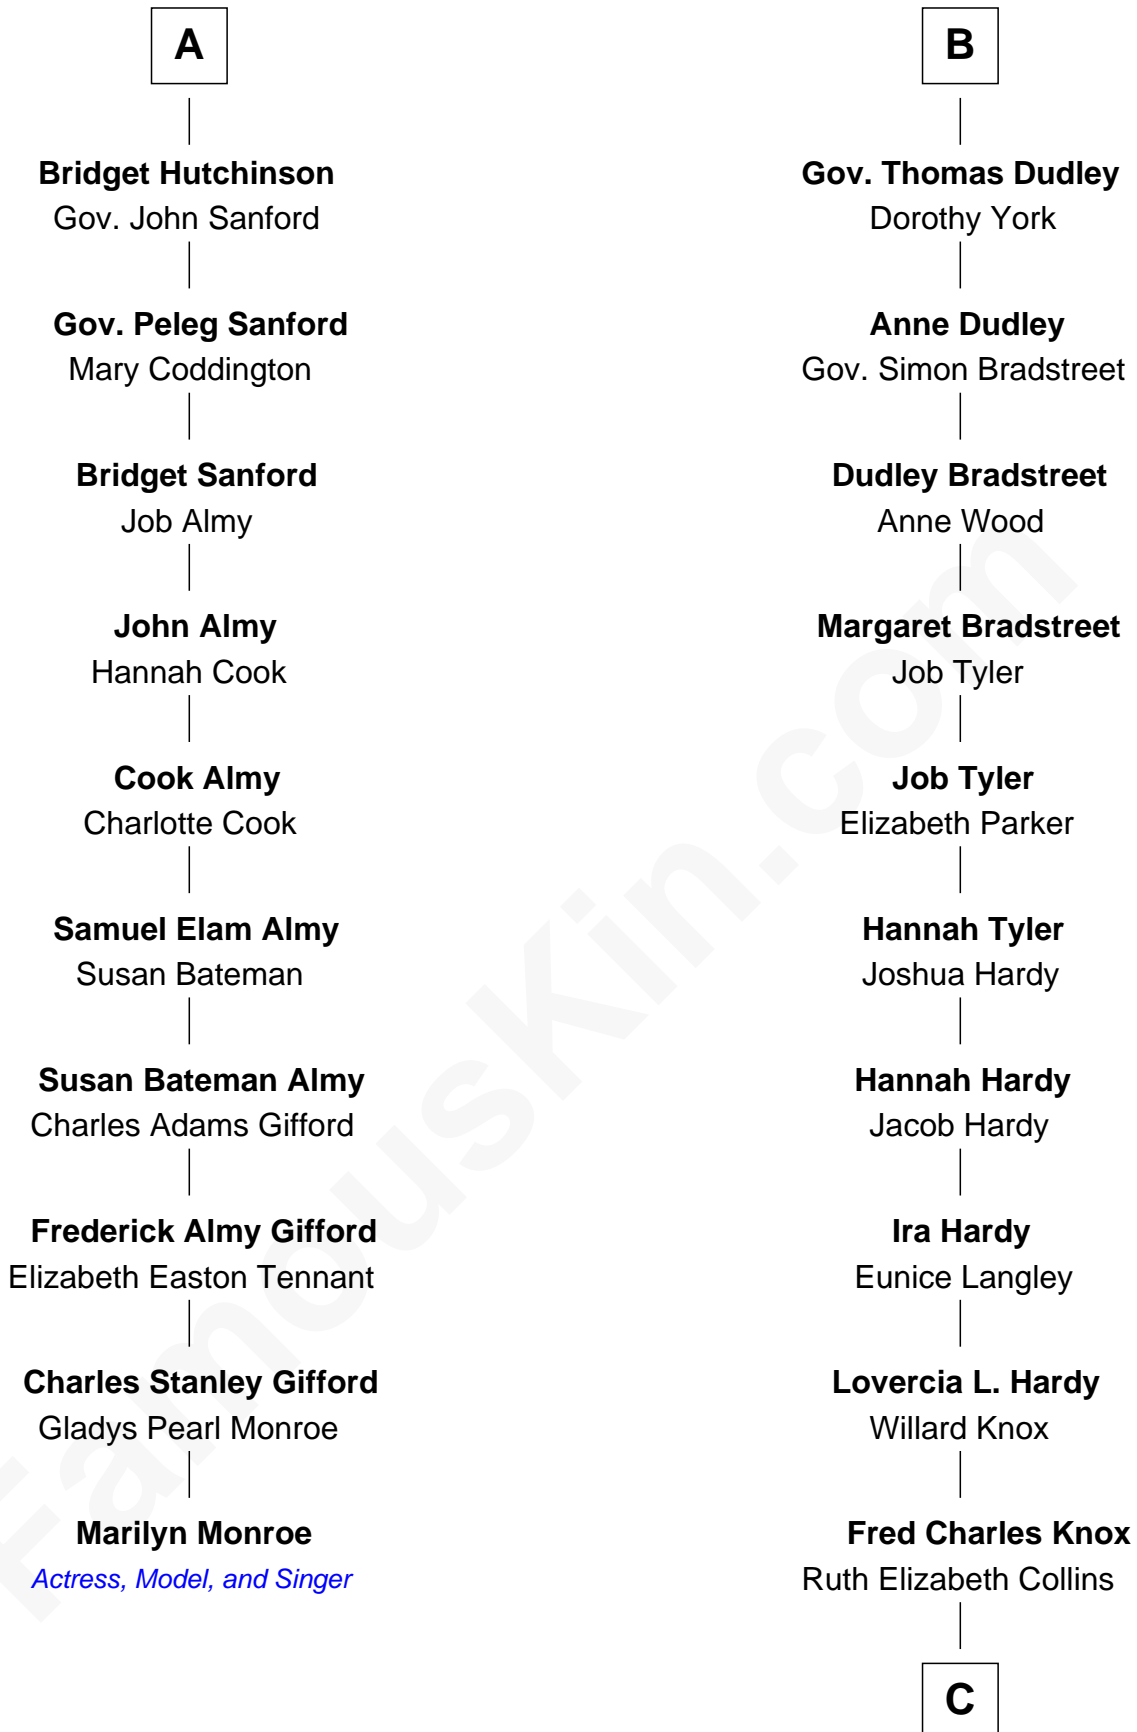 A
Bridget Hutchinson
Gov. John Sanford
Gov. Peleg Sanford
Mary Coddington
Bridget Sanford
Job Almy
John Almy
Hannah Cook
Cook Almy
Charlotte Cook
Samuel Elam Almy
Susan Bateman
Susan Bateman Almy
Charles Adams Gifford
Frederick Almy Gifford
Elizabeth Easton Tennant
Charles Stanley Gifford
Gladys Pearl Monroe
Marilyn Monroe
Actress, Model, and Singer
B
Gov. Thomas Dudley
Dorothy York
Anne Dudley
Gov. Simon Bradstreet
Dudley Bradstreet
Anne Wood
Margaret Bradstreet
Job Tyler
Job Tyler
Elizabeth Parker
Hannah Tyler
Joshua Hardy
Hannah Hardy
Jacob Hardy
Ira Hardy
Eunice Langley
Lovercia L. Hardy
Willard Knox
Fred Charles Knox
Ruth Elizabeth Collins
C
FamousKin.com